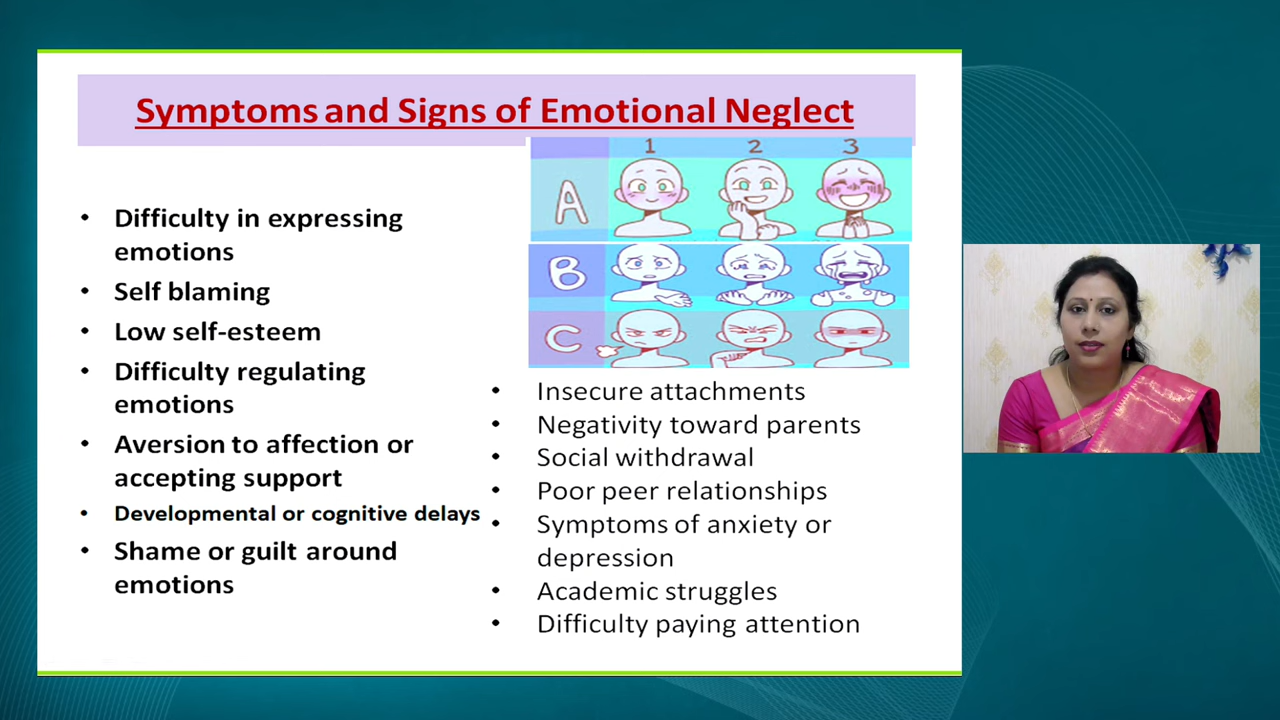 Symptoms and Signs of Emotional Neglect
• Difficulty in expressing
emotions
• Self blaming
• Low self-esteem
• Difficulty regulating
emotions
• Aversion to affection or
accepting support
• Developmental or cognitive delays
• Shame or guilt around
emotions
1 2 3
A
B
C
• Insecure attachments
• Negativity toward parents
• Social withdrawal
• Poor peer relationships
• Symptoms of anxiety or
depression
• Academic struggles
• Difficulty paying attention